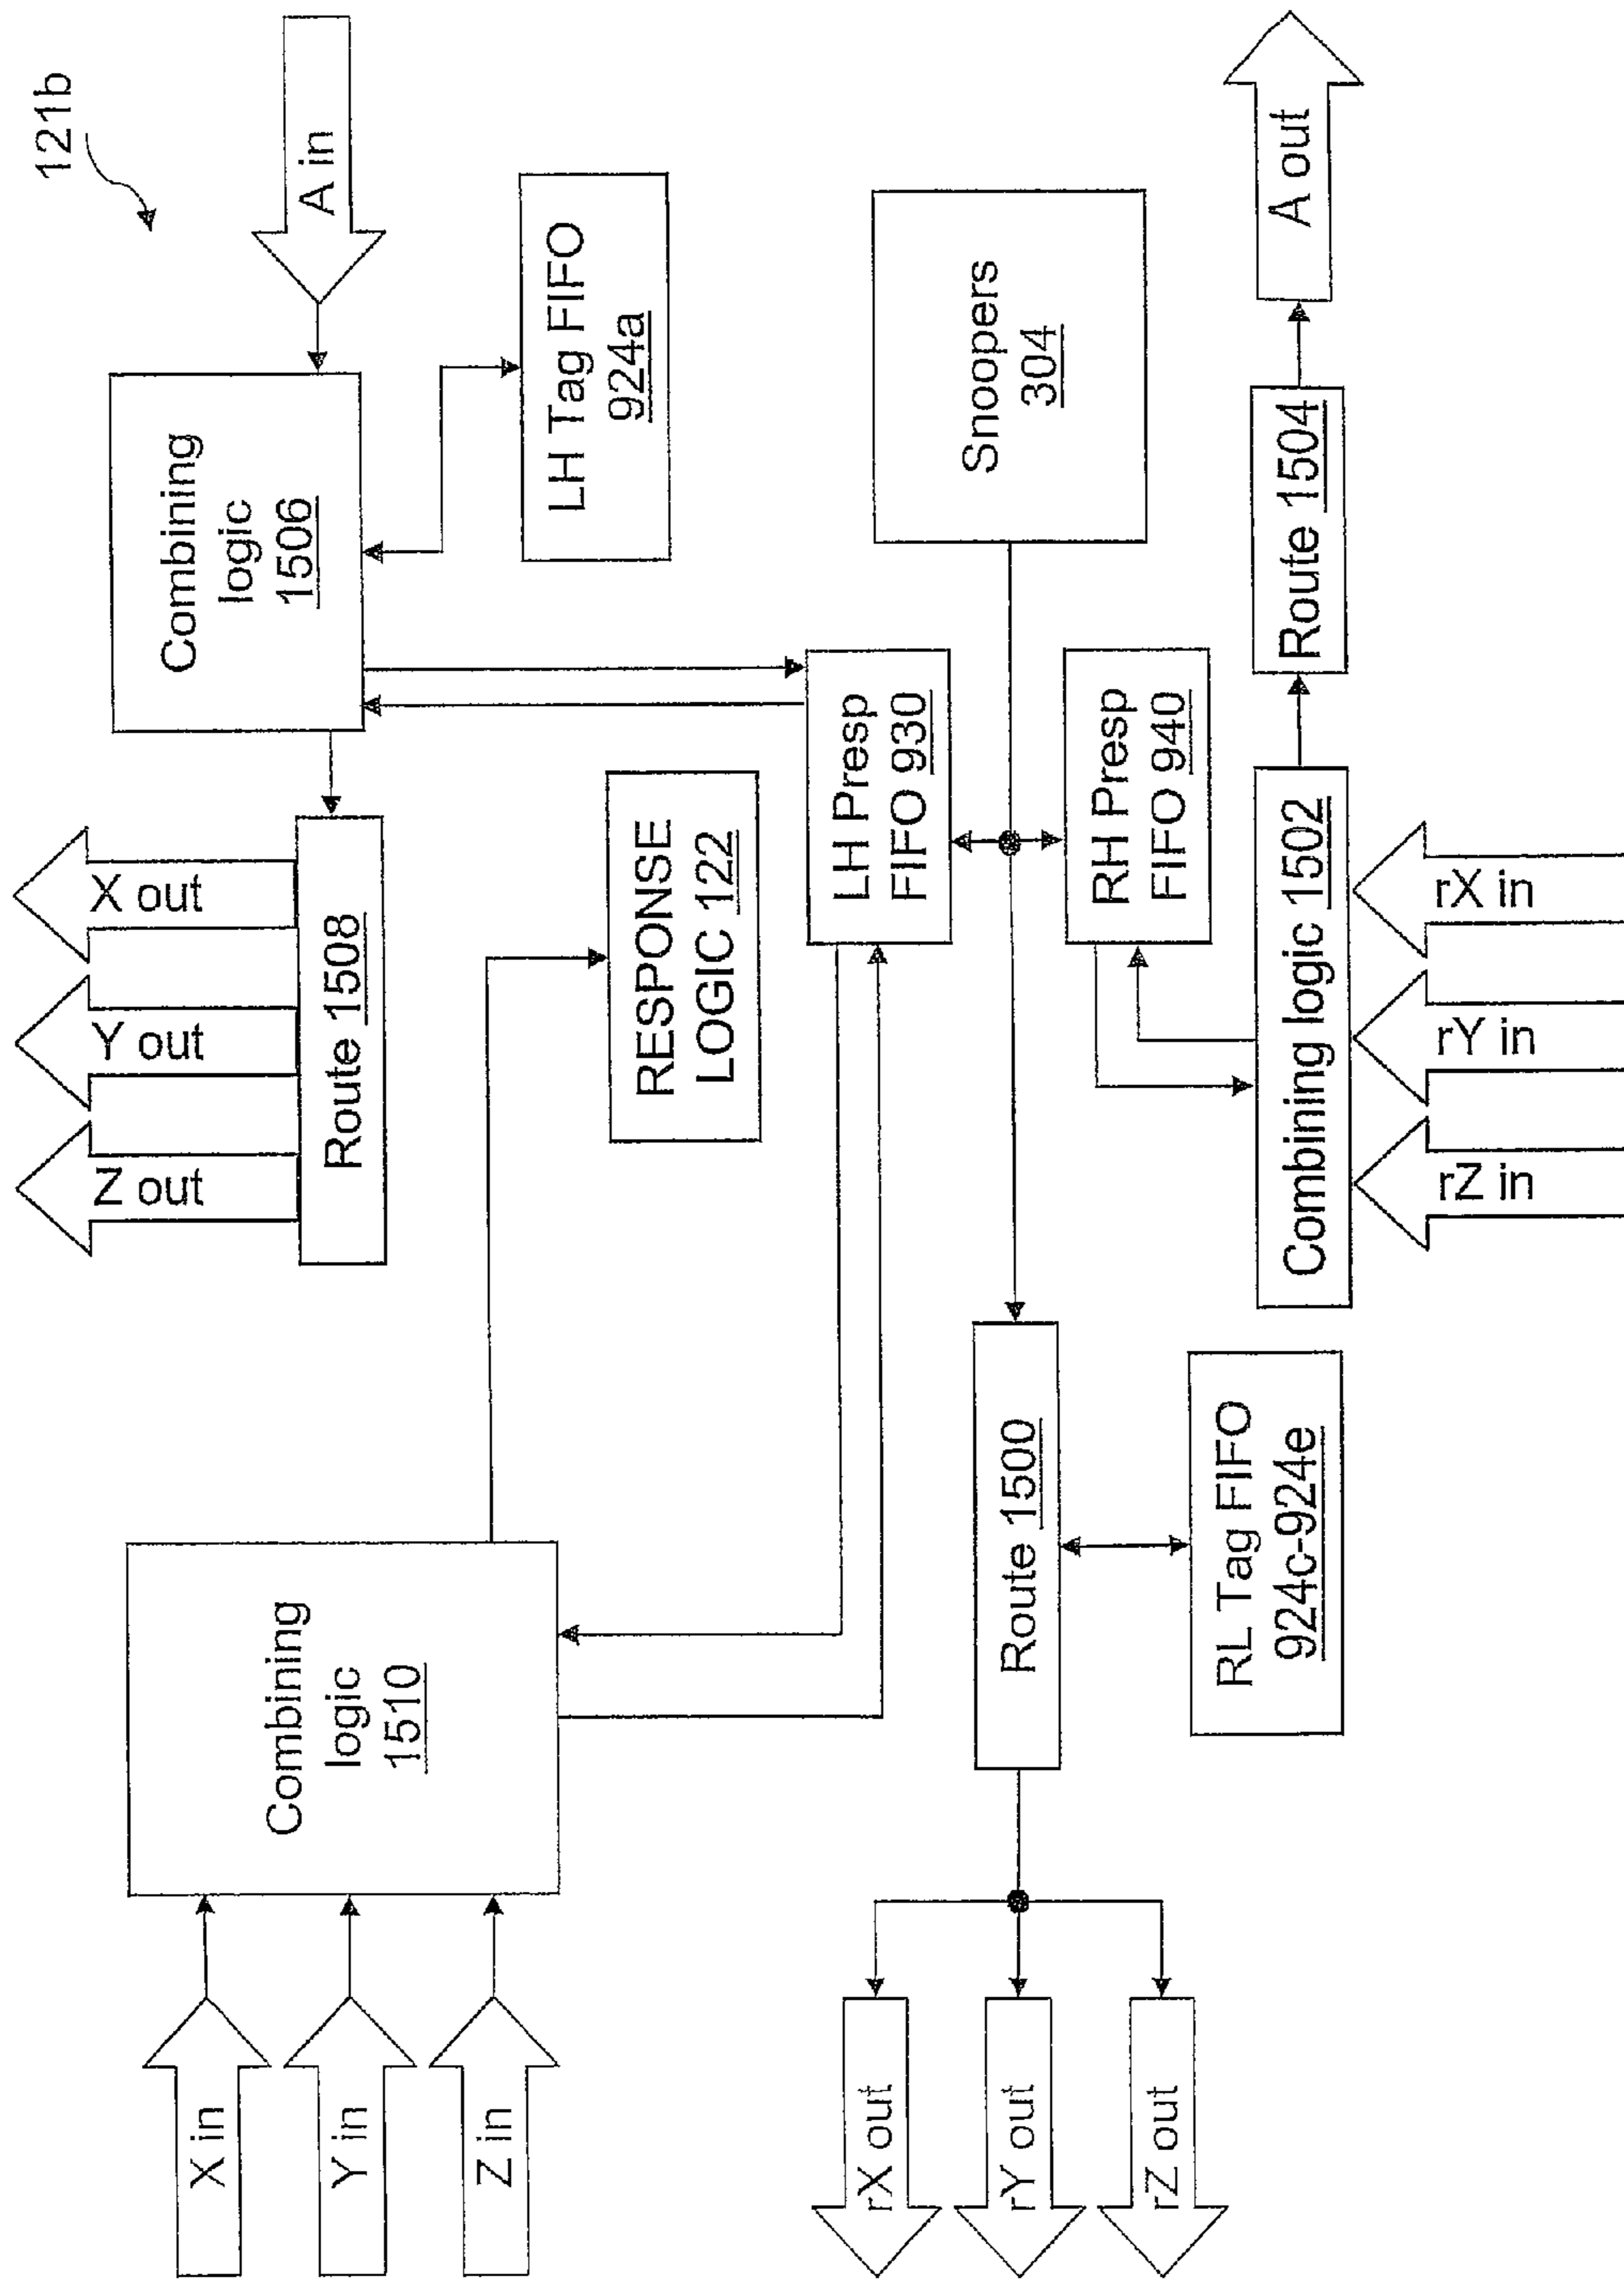 121b
A in
Combining
logic
1506
LH Tag FIFO
924a
X out
Y out
Z out
Route 1508
RESPONSE
LOGIC 122
LH Presp
FIFO 930
Snoopers
304
RH Presp
FIFO 940
A out
Route 1504
Combining logic 1502
rX in
rY in
rZ in
Combining
logic
1510
X in
Y in
Z in
Route 1500
RL Tag FIFO
924c-924e
rX out
rY out
rZ out